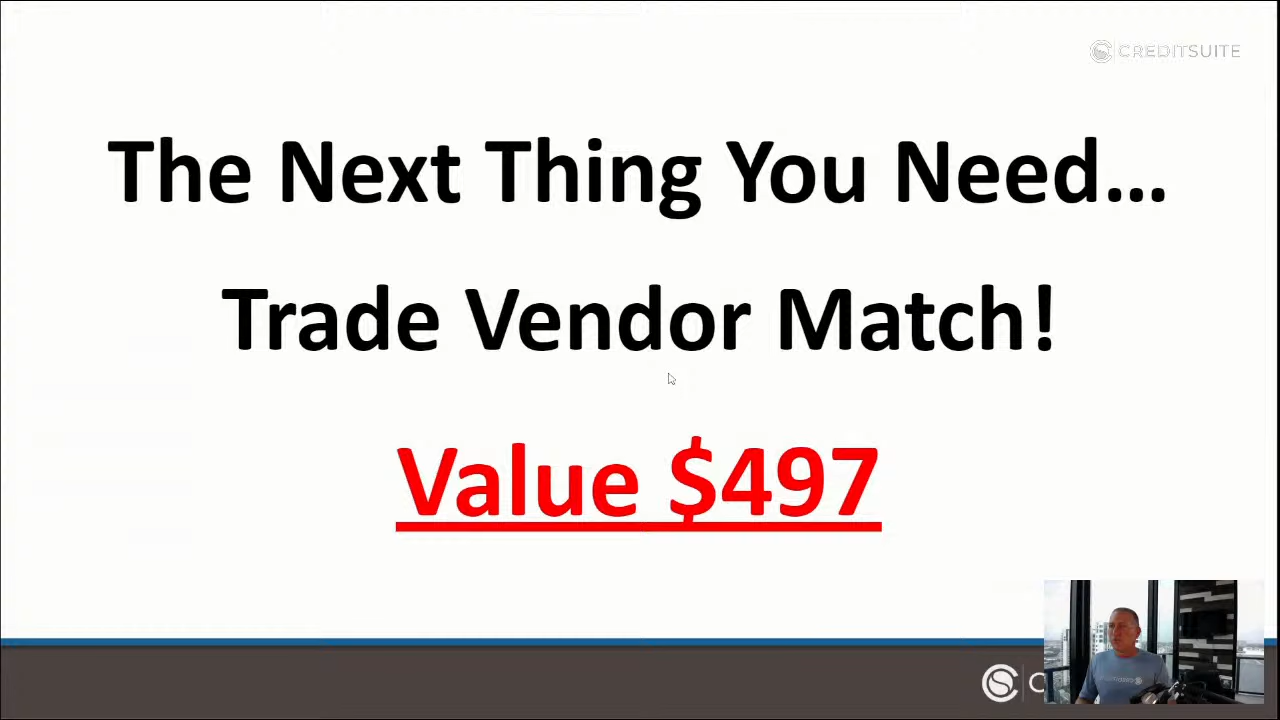 CREDITSUITE
The Next Thing You Need...
Trade Vendor Match!
Value $497